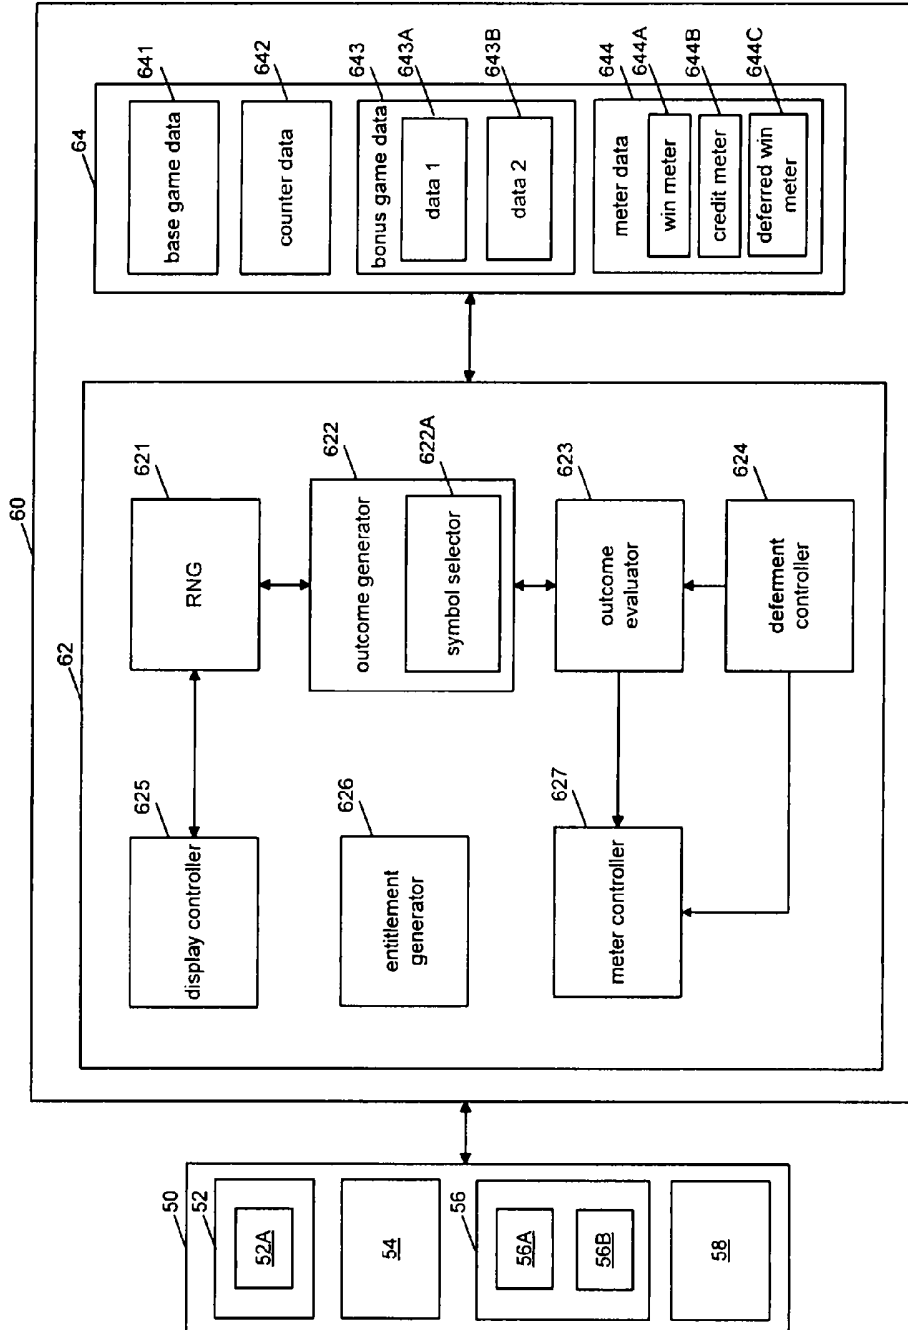 60
62
64
641
base game data
642
counter data
643
bonus game data
643A
data 1
643B
data 2
644
meter data
644A
win meter
644B
credit meter
644C
deferred win
meter
621
RNG
622
outcome generator
622A
symbol selector
623
outcome
evaluator
624
deferment
controller
625
display controller
626
entitlement
generator
627
meter controller
50
52
52A
54
56
56A
56B
58